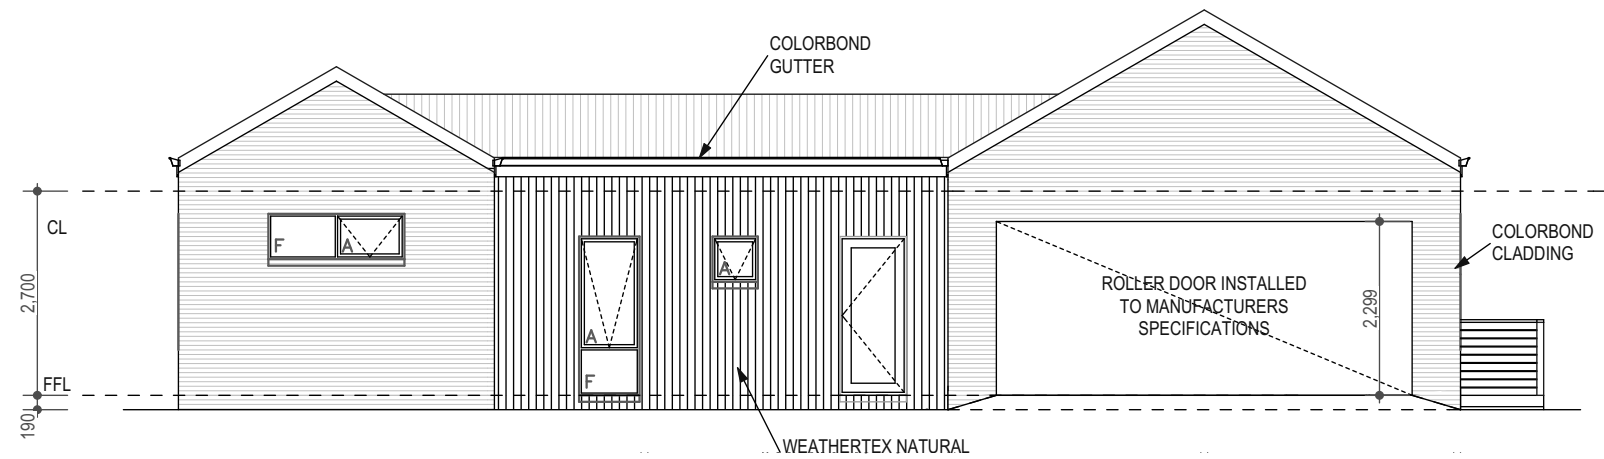 COLORBOND
GUTTER
CL
2,700
FFL
190
F
A
A
F
A
ROLLER DOOR INSTALLED
TO MANUFACTURERS
SPECIFICATIONS
2,299
COLORBOND
CLADDING
WEATHERTEX NATURAL